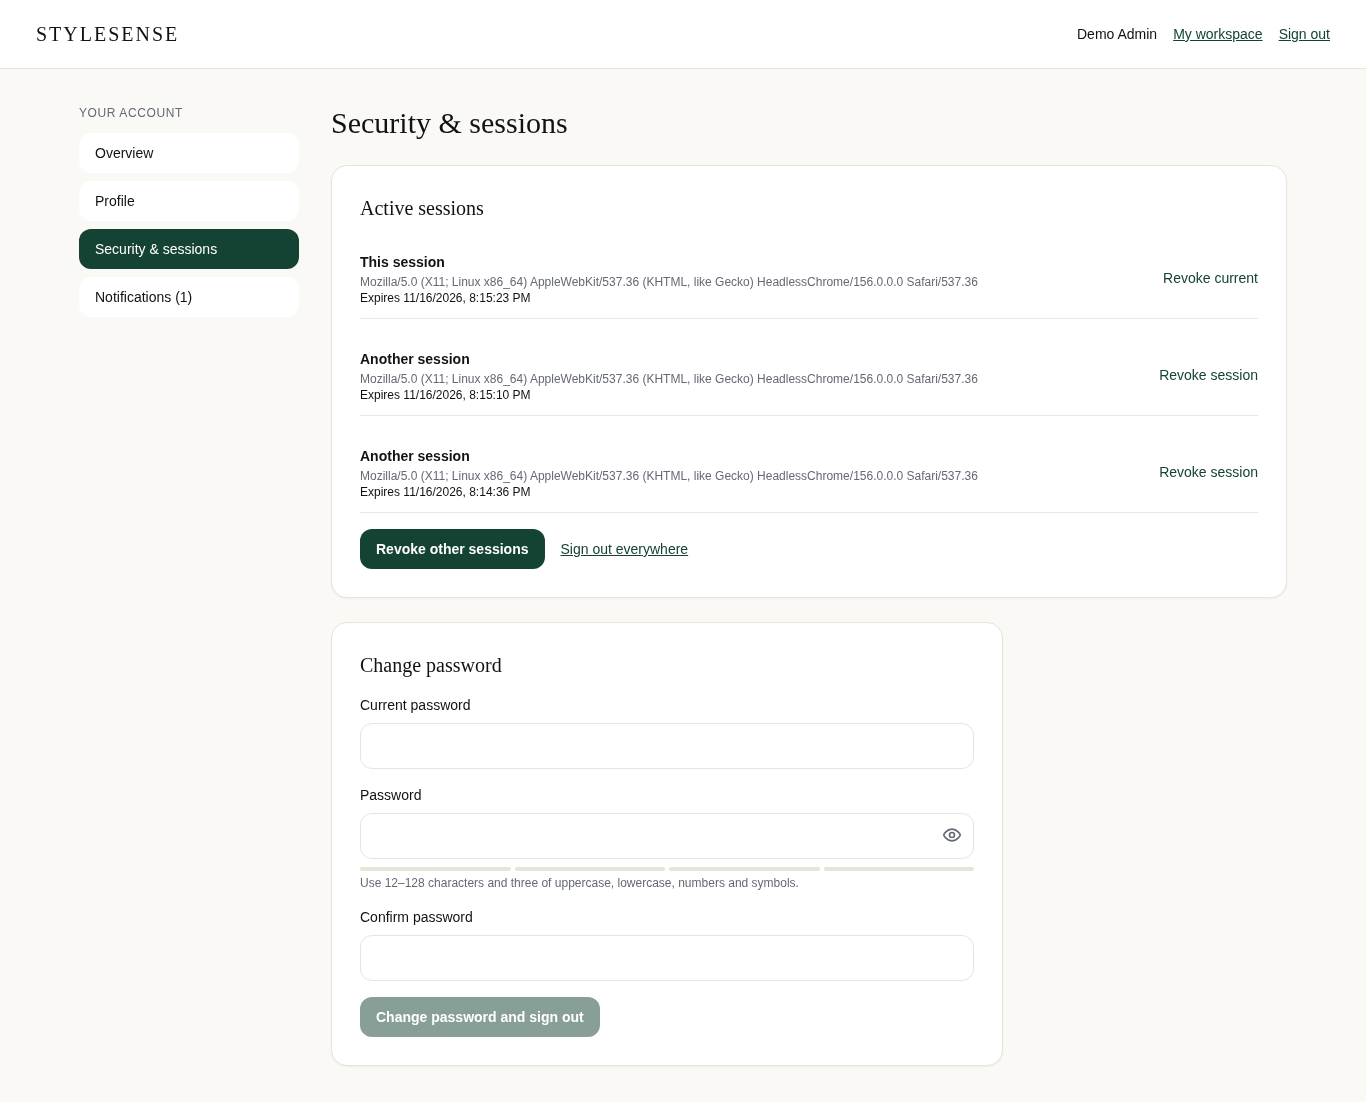 STYLESENSE
Demo Admin My workspace Sign out
YOUR ACCOUNT
Overview
Profile
Security & sessions
Notifications (1)
Security & sessions
Active sessions
This session
Mozilla/5.0 (X11; Linux x86_64) AppleWebKit/537.36 (KHTML, like Gecko) HeadlessChrome/156.0.0.0 Safari/537.36
Expires 11/16/2026, 8:15:23 PM
Revoke current
Another session
Mozilla/5.0 (X11; Linux x86_64) AppleWebKit/537.36 (KHTML, like Gecko) HeadlessChrome/156.0.0.0 Safari/537.36
Expires 11/16/2026, 8:15:10 PM
Revoke session
Another session
Mozilla/5.0 (X11; Linux x86_64) AppleWebKit/537.36 (KHTML, like Gecko) HeadlessChrome/156.0.0.0 Safari/537.36
Expires 11/16/2026, 8:14:36 PM
Revoke session
Revoke other sessions Sign out everywhere
Change password
Current password
Password
Use 12–128 characters and three of uppercase, lowercase, numbers and symbols.
Confirm password
Change password and sign out